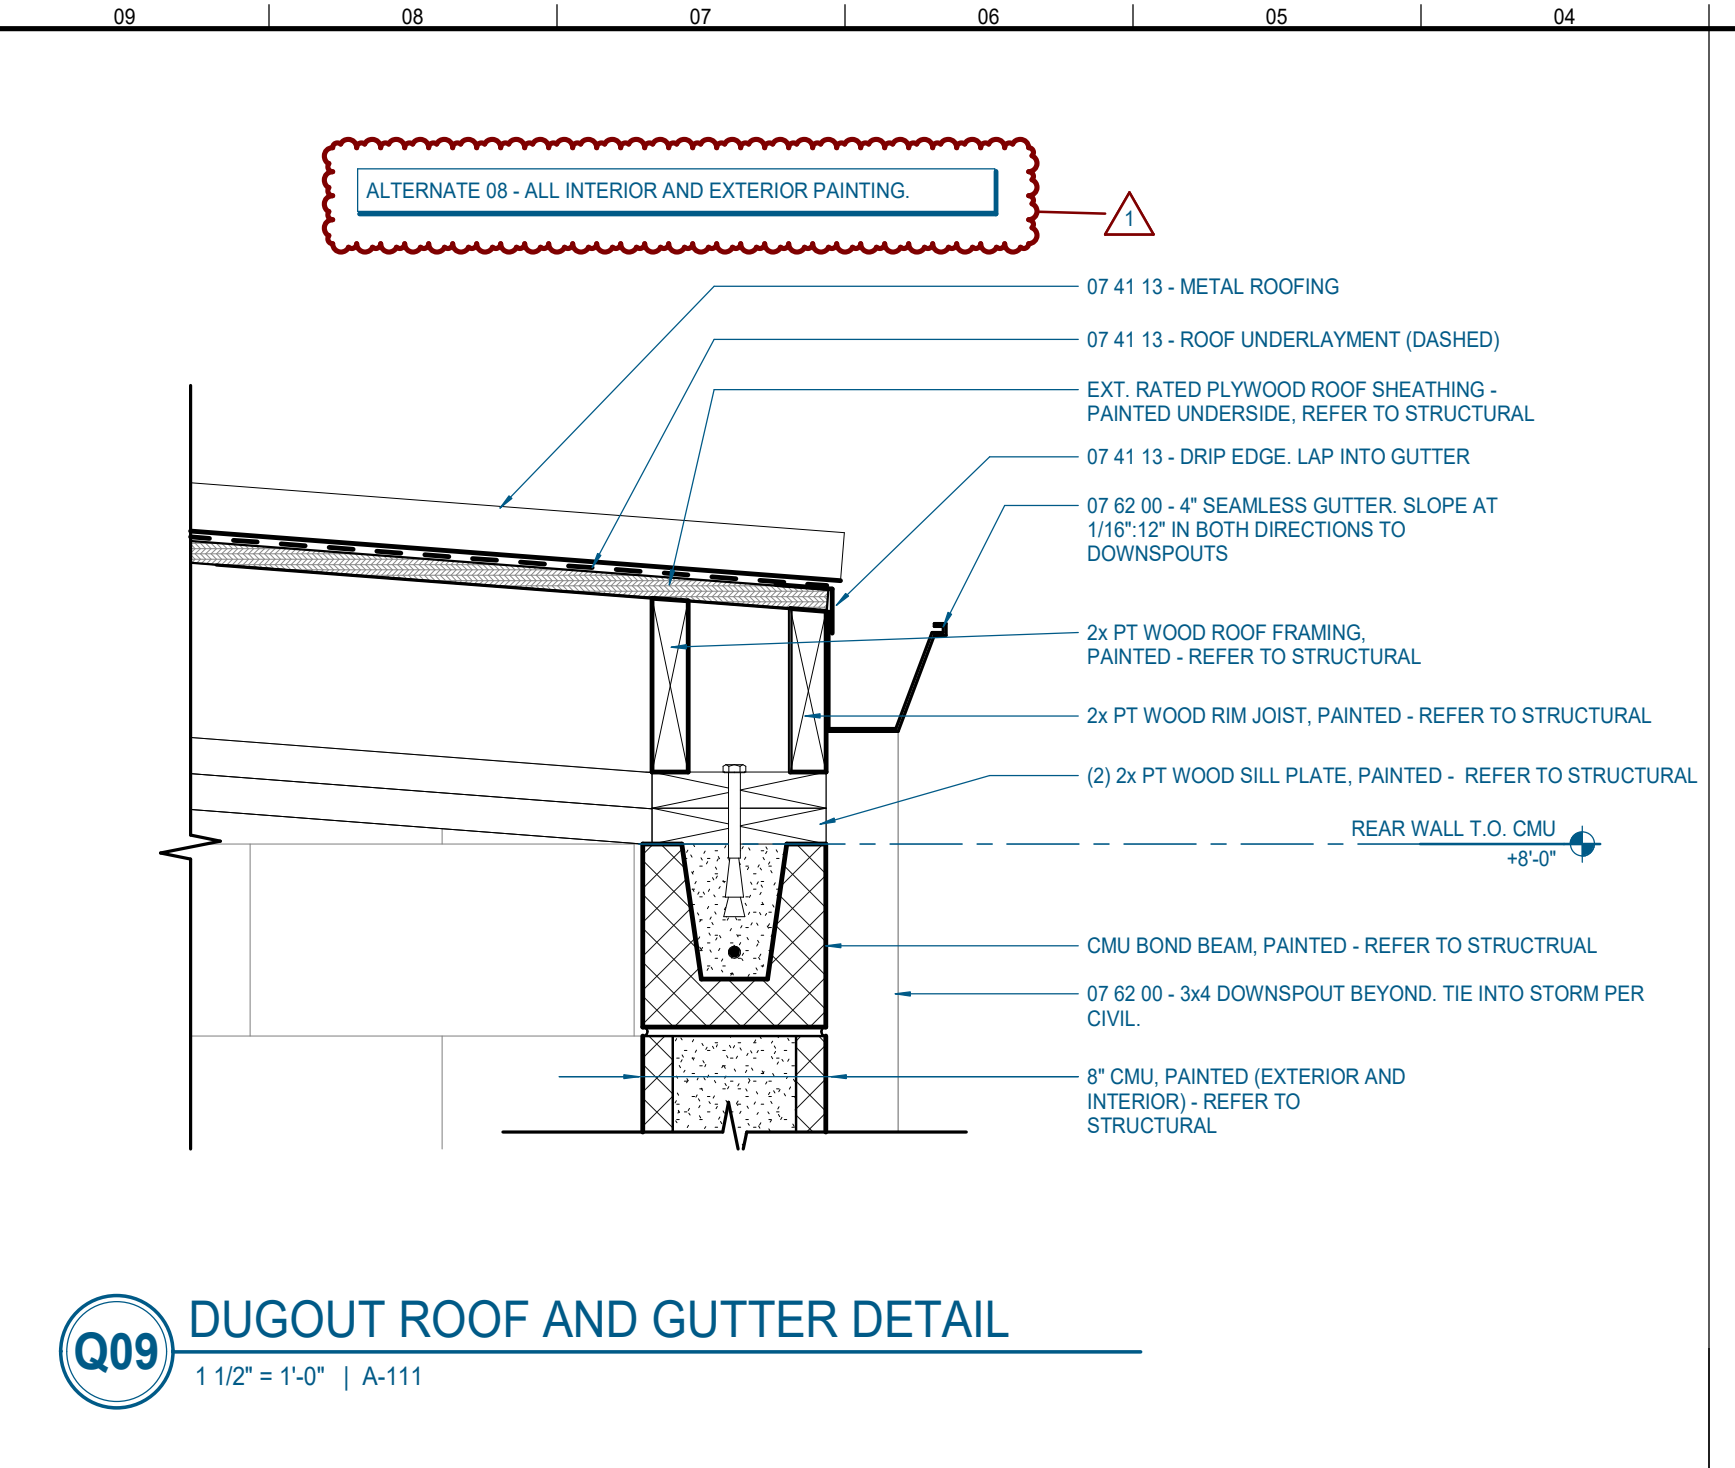 09 08 07 06 05 04
ALTERNATE 08 - ALL INTERIOR AND EXTERIOR PAINTING.
1
07 41 13 - METAL ROOFING
07 41 13 - ROOF UNDERLAYMENT (DASHED)
EXT. RATED PLYWOOD ROOF SHEATHING -
PAINTED UNDERSIDE, REFER TO STRUCTURAL
07 41 13 - DRIP EDGE. LAP INTO GUTTER
07 62 00 - 4" SEAMLESS GUTTER. SLOPE AT
1/16":12" IN BOTH DIRECTIONS TO
DOWNSPOUTS
2x PT WOOD ROOF FRAMING,
PAINTED - REFER TO STRUCTURAL
2x PT WOOD RIM JOIST, PAINTED - REFER TO STRUCTURAL
(2) 2x PT WOOD SILL PLATE, PAINTED - REFER TO STRUCTURAL
REAR WALL T.O. CMU
+8'-0"
CMU BOND BEAM, PAINTED - REFER TO STRUCTRUAL
07 62 00 - 3x4 DOWNSPOUT BEYOND. TIE INTO STORM PER
CIVIL.
8" CMU, PAINTED (EXTERIOR AND
INTERIOR) - REFER TO
STRUCTURAL
Q09
DUGOUT ROOF AND GUTTER DETAIL
1 1/2" = 1'-0" | A-111